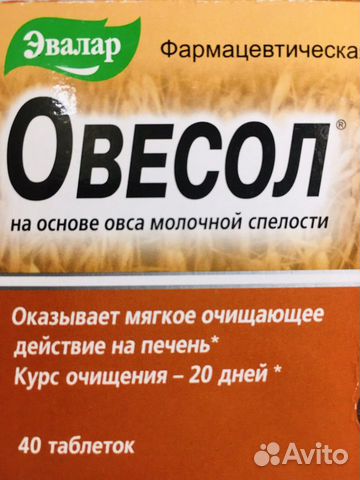 Эвалар
Фармацевтическа
ОВЕСОЛ®
на основе овса молочной спелости
Оказывает мягкое очищающее
действие на печень*
Курс очищения – 20 дней*
40 таблеток
Avito